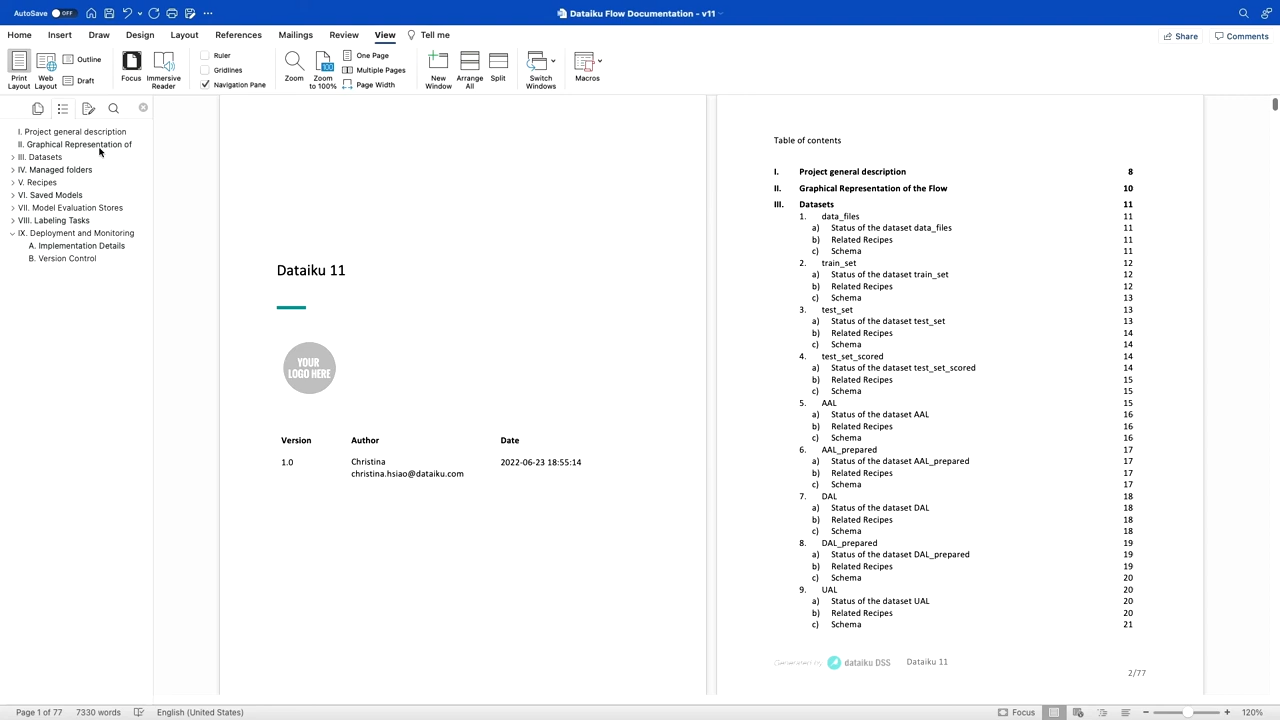 AutoSave OFF
Dataiku Flow Documentation - v11
Home Insert Draw Design Layout References Mailings Review View Tell me
Share Comments
Print Layout
Web Layout
Outline
Draft
Focus
Immersive Reader
Ruler
Gridlines
Navigation Pane
Zoom
100
Zoom to 100%
One Page
Multiple Pages
Page Width
New Window
Arrange All
Split
Switch Windows
Macros
I. Project general description
II. Graphical Representation of
III. Datasets
IV. Managed folders
V. Recipes
VI. Saved Models
VII. Model Evaluation Stores
VIII. Labeling Tasks
IX. Deployment and Monitoring
A. Implementation Details
B. Version Control
Dataiku 11
YOUR
LOGO HERE
Version Author Date
1.0 Christina 2022-06-23 18:55:14
christina.hsiao@dataiku.com
Table of contents
I. Project general description 8
II. Graphical Representation of the Flow 10
III. Datasets 11
1. data_files 11
a) Status of the dataset data_files 11
b) Related Recipes 11
c) Schema 11
2. train_set 12
a) Status of the dataset train_set 12
b) Related Recipes 12
c) Schema 13
3. test_set 13
a) Status of the dataset test_set 13
b) Related Recipes 14
c) Schema 14
4. test_set_scored 14
a) Status of the dataset test_set_scored 14
b) Related Recipes 15
c) Schema 15
5. AAL 15
a) Status of the dataset AAL 16
b) Related Recipes 16
c) Schema 16
6. AAL_prepared 17
a) Status of the dataset AAL_prepared 17
b) Related Recipes 17
c) Schema 17
7. DAL 18
a) Status of the dataset DAL 18
b) Related Recipes 18
c) Schema 18
8. DAL_prepared 19
a) Status of the dataset DAL_prepared 19
b) Related Recipes 19
c) Schema 20
9. UAL 20
a) Status of the dataset UAL 20
b) Related Recipes 20
c) Schema 21
dataiku DSS Dataiku 11
2/77
Page 1 of 77 7330 words English (United States) Focus 120%